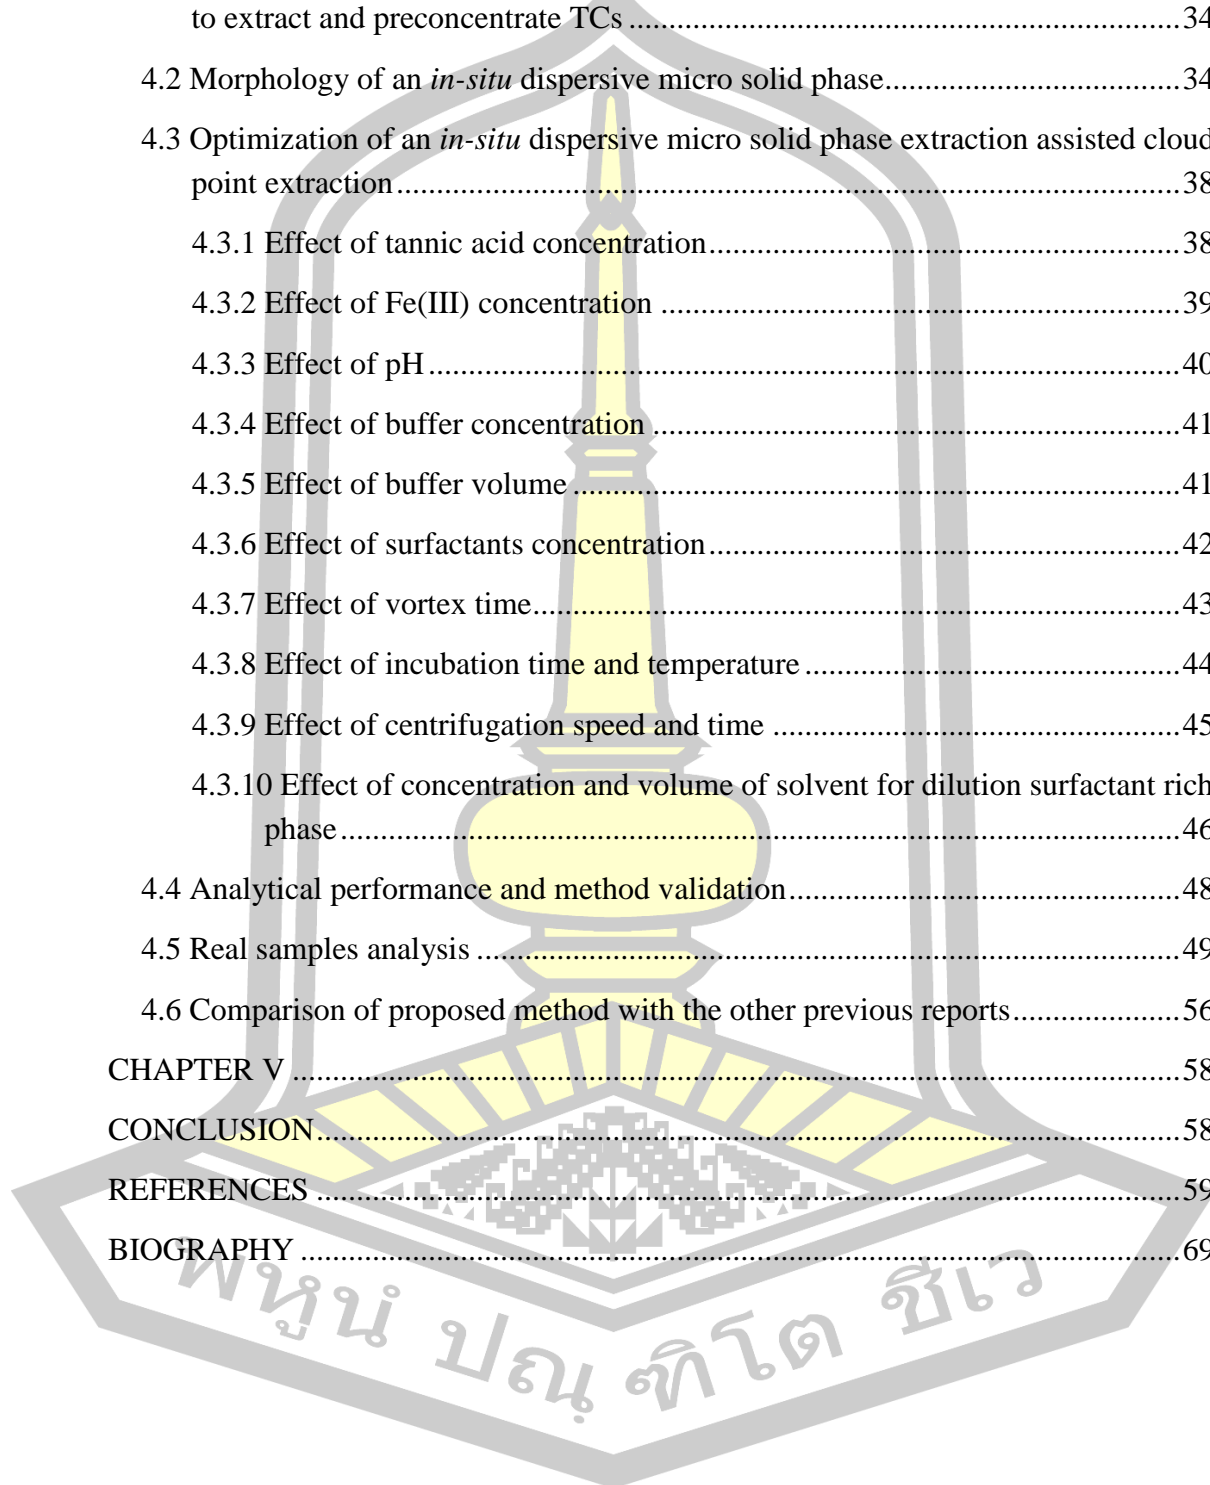 to extract and preconcentrate TCs ........................................................................ 34
4.2 Morphology of an in-situ dispersive micro solid phase...................................... 34
4.3 Optimization of an in-situ dispersive micro solid phase extraction assisted cloud
point extraction ........................................................................................................ 38
4.3.1 Effect of tannic acid concentration ............................................................. 38
4.3.2 Effect of Fe(III) concentration .................................................................... 39
4.3.3 Effect of pH ................................................................................................. 40
4.3.4 Effect of buffer concentration ..................................................................... 41
4.3.5 Effect of buffer volume ............................................................................... 41
4.3.6 Effect of surfactants concentration ............................................................. 42
4.3.7 Effect of vortex time.................................................................................... 43
4.3.8 Effect of incubation time and temperature ................................................. 44
4.3.9 Effect of centrifugation speed and time ...................................................... 45
4.3.10 Effect of concentration and volume of solvent for dilution surfactant rich
phase ...................................................................................................................... 46
4.4 Analytical performance and method validation.................................................. 48
4.5 Real samples analysis ......................................................................................... 49
4.6 Comparison of proposed method with the other previous reports..................... 56
CHAPTER V .............................................................................................................. 58
CONCLUSION........................................................................................................... 58
REFERENCES ........................................................................................................... 59
BIOGRAPHY ............................................................................................................. 69
พหูนํ ปณฺฑิโต ชีเว